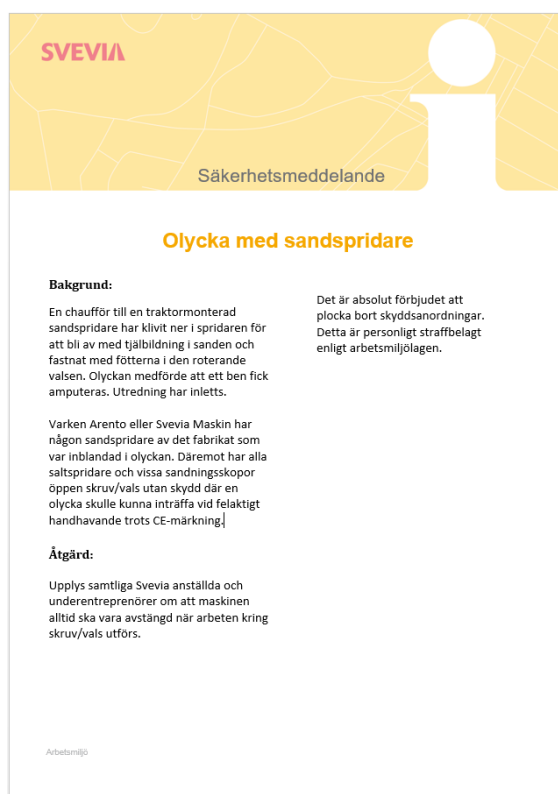 SVEVIA
Säkerhetsmeddelande
Olycka med sandspridare
Bakgrund:
En chaufför till en traktormonterad
sandspridare har klivit ner i spridaren för
att bli av med tjälbildning i sanden och
fastnat med fötterna i den roterande
valsen. Olyckan medförde att ett ben fick
amputeras. Utredning har inletts.
Varken Arento eller Svevia Maskin har
någon sandspridare av det fabrikat som
var inblandad i olyckan. Däremot har alla
saltspridare och vissa sandningsskopor
öppen skruv/vals utan skydd där en
olycka skulle kunna inträffa vid felaktigt
handhavande trots CE-märkning.
Åtgärd:
Upplys samtliga Svevia anställda och
underentreprenörer om att maskinen
alltid ska vara avstängd när arbeten kring
skruv/vals utförs.
Det är absolut förbjudet att
plocka bort skyddsanordningar.
Detta är personligt straffbelagt
enligt arbetsmiljölagen.
Arbetsmiljö